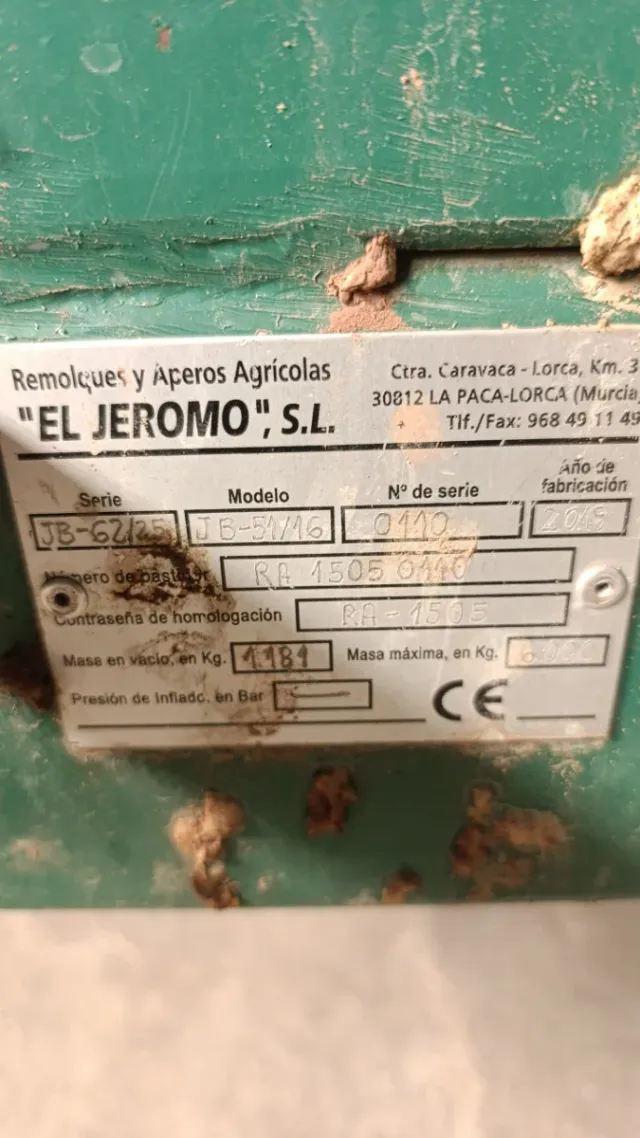 Remolques y Aperos Agrícolas
"EL JEROMO", S.L.
Ctra. Caravaca - Lorca, Km. 3
30812 LA PACA-LORCA (Murcia)
Tlf./Fax: 968 49 11 49
Serie Modelo Nº de serie Año de fabricación
JB-62/25 JB-51/16 0110 2018
Número de bastidor RA 1505 0110
Contraseña de homologación RA-1505
Masa en vacío, en Kg. 1181 Masa máxima, en Kg.
Presión de Inflado. en Bar
CE